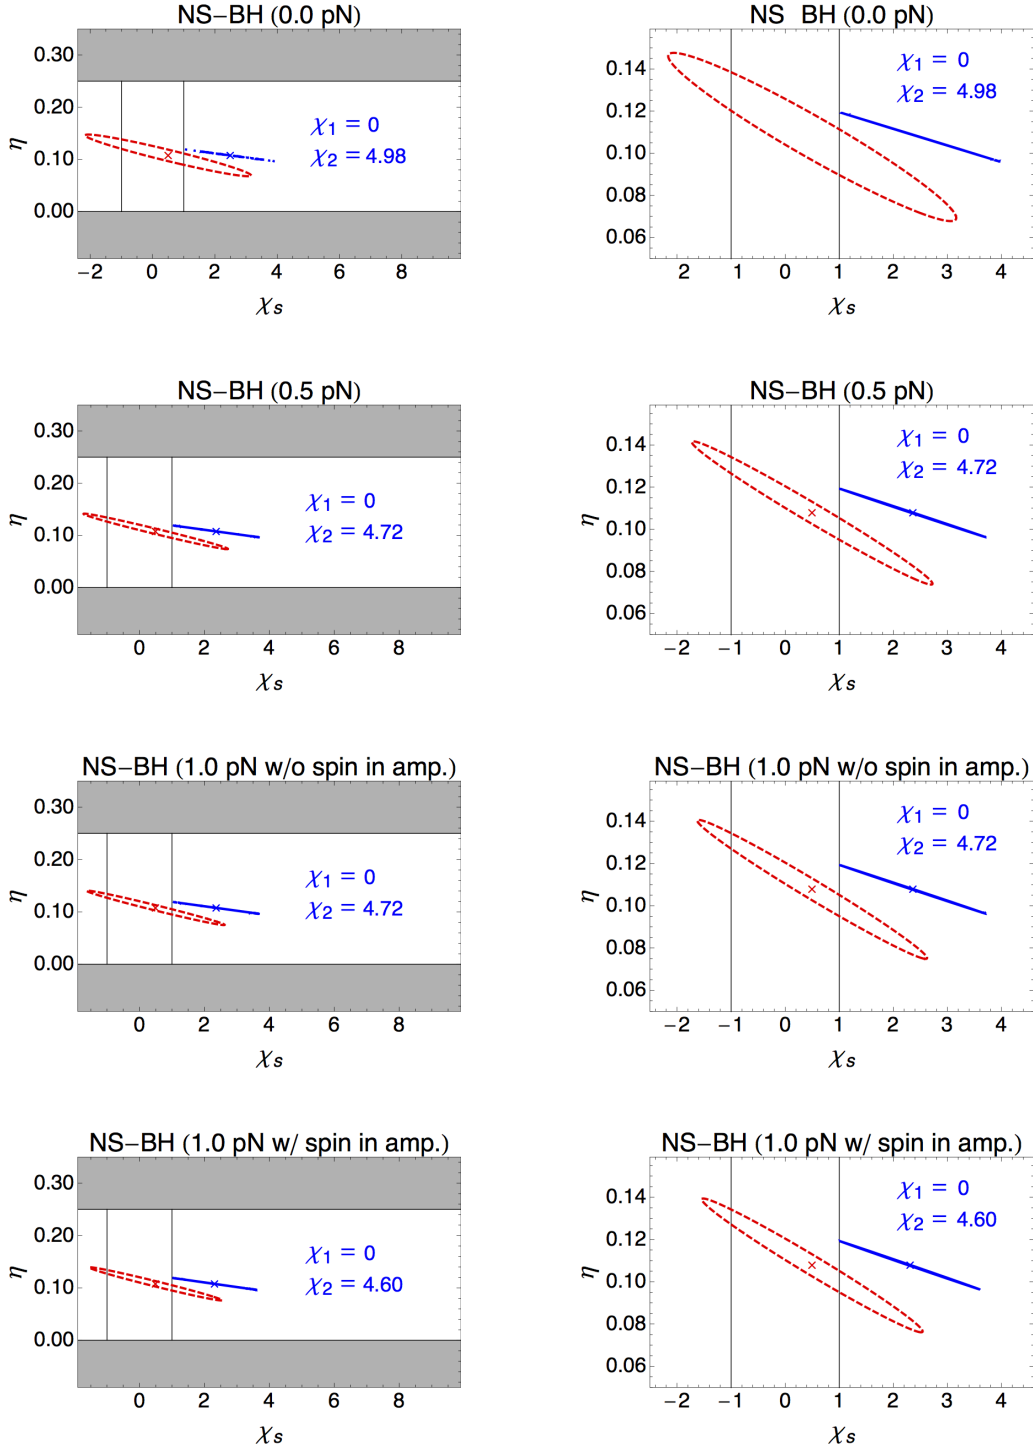 NS−BH (0.0 pN)
0.30
0.20
0.10
0.00
η
χ1 = 0
χ2 = 4.98
−2 0 2 4 6 8
χs
NS BH (0.0 pN)
0.14
0.12
0.10
0.08
0.06
η
χ1 = 0
χ2 = 4.98
2 1 0 1 2 3 4
χs
NS−BH (0.5 pN)
0.30
0.20
0.10
0.00
η
χ1 = 0
χ2 = 4.72
0 2 4 6 8
χs
NS−BH (0.5 pN)
0.14
0.12
0.10
0.08
0.06
η
χ1 = 0
χ2 = 4.72
−2 −1 0 1 2 3 4
χs
NS−BH (1.0 pN w/o spin in amp.)
0.30
0.20
0.10
0.00
η
χ1 = 0
χ2 = 4.72
0 2 4 6 8
χs
NS−BH (1.0 pN w/o spin in amp.)
0.14
0.12
0.10
0.08
0.06
η
χ1 = 0
χ2 = 4.72
−2 −1 0 1 2 3 4
χs
NS−BH (1.0 pN w/ spin in amp.)
0.30
0.20
0.10
0.00
η
χ1 = 0
χ2 = 4.60
0 2 4 6 8
χs
NS−BH (1.0 pN w/ spin in amp.)
0.14
0.12
0.10
0.08
0.06
η
χ1 = 0
χ2 = 4.60
−2 −1 0 1 2 3 4
χs